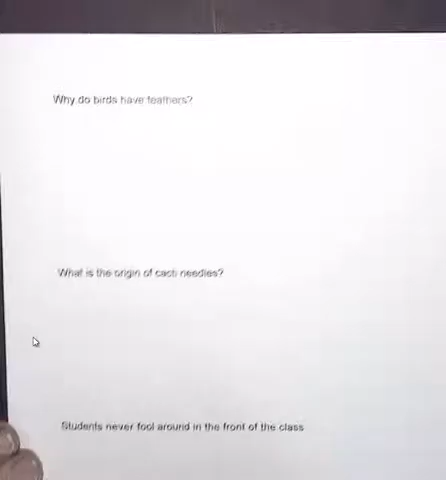 Why do birds have feathers?
What is the origin of cacti needles?
Students never fool around in the front of the class